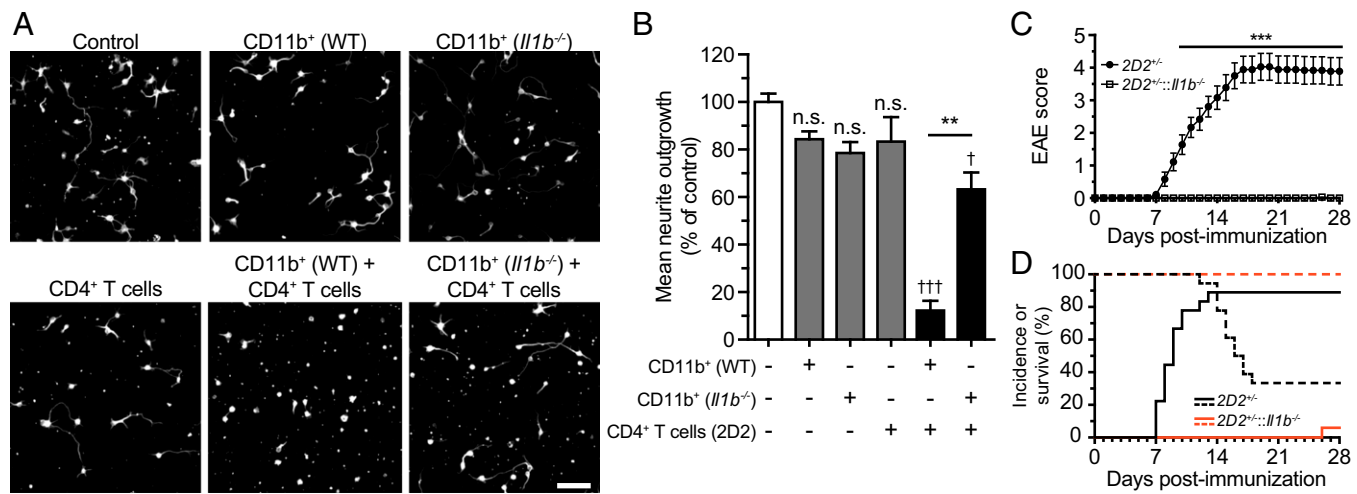 A
Control
CD11b⁺ (WT)
CD11b⁺ (Il1b⁻/⁻)
CD4⁺ T cells
CD11b⁺ (WT) +
CD4⁺ T cells
CD11b⁺ (Il1b⁻/⁻) +
CD4⁺ T cells
B
Mean neurite outgrowth
(% of control)
120
100
80
60
40
20
0
n.s.
n.s.
n.s.
**
†††
†
CD11b⁺ (WT) - + - - + -
CD11b⁺ (Il1b⁻/⁻) - - + - - +
CD4⁺ T cells (2D2) - - - + + +
C
***
EAE score
5
4
3
2
1
0
2D2⁺/⁻
2D2⁺/⁻::Il1b⁻/⁻
0 7 14 21 28
Days post-immunization
D
Incidence or
survival (%)
100
80
60
40
20
0
2D2⁺/⁻
2D2⁺/⁻::Il1b⁻/⁻
0 7 14 21 28
Days post-immunization